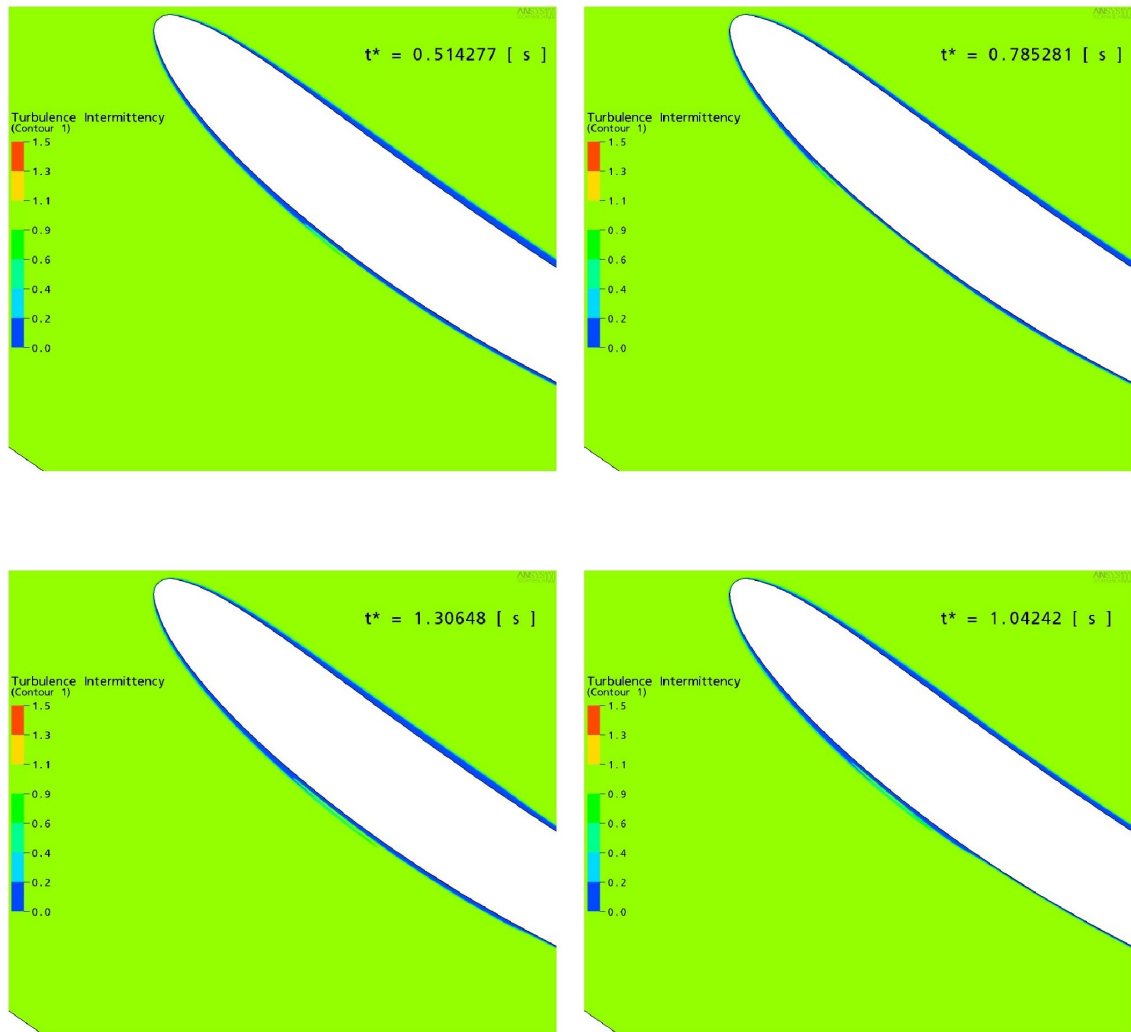 t* = 0.514277 [ s ]
Turbulence Intermittency
(Contour 1)
1.5
1.3
1.1
0.9
0.6
0.4
0.2
0.0
t* = 0.785281 [ s ]
Turbulence Intermittency
(Contour 1)
1.5
1.3
1.1
0.9
0.6
0.4
0.2
0.0
t* = 1.30648 [ s ]
Turbulence Intermittency
(Contour 1)
1.5
1.3
1.1
0.9
0.6
0.4
0.2
0.0
t* = 1.04242 [ s ]
Turbulence Intermittency
(Contour 1)
1.5
1.3
1.1
0.9
0.6
0.4
0.2
0.0